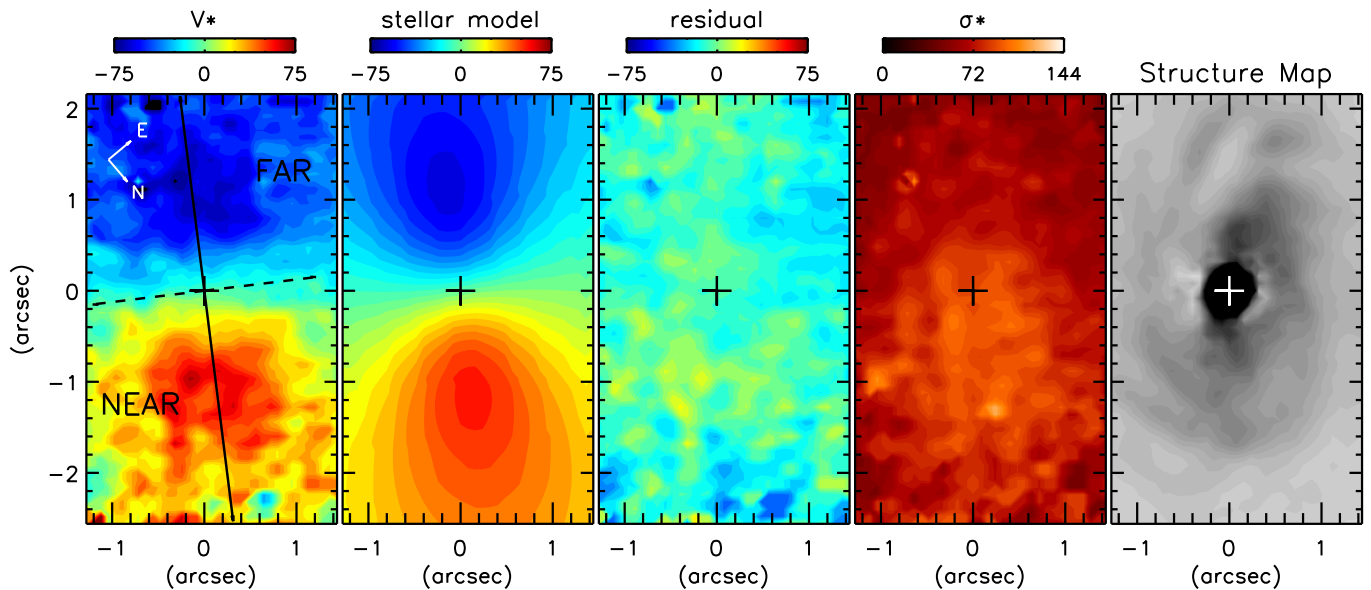 V* stellar model residual σ* Structure Map
−75 0 75 −75 0 75 −75 0 75 0 72 144
2
E
FAR
N
1
0
NEAR
−1
−2
(arcsec)
−1 0 1 −1 0 1 −1 0 1 −1 0 1 −1 0 1
(arcsec) (arcsec) (arcsec) (arcsec) (arcsec)